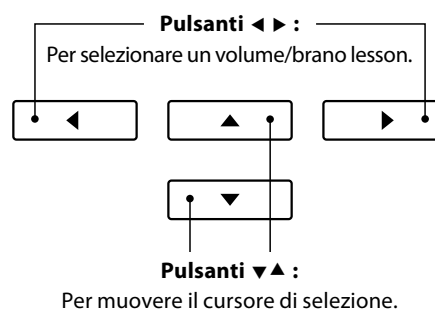 Pulsanti ◀ ▶ :
Per selezionare un volume/brano lesson.
Pulsanti ▼▲ :
Per muovere il cursore di selezione.